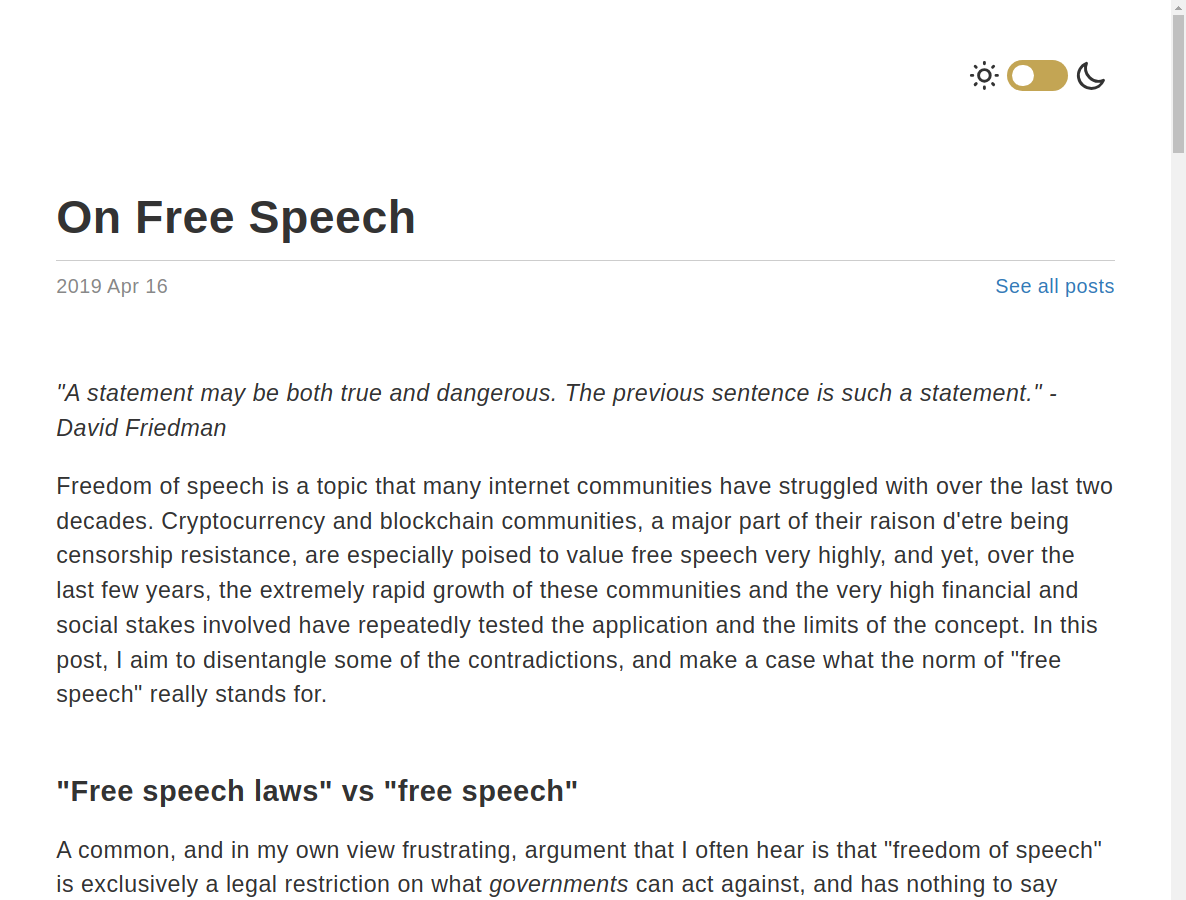 On Free Speech
2019 Apr 16
See all posts
"A statement may be both true and dangerous. The previous sentence is such a statement." -
David Friedman
Freedom of speech is a topic that many internet communities have struggled with over the last two
decades. Cryptocurrency and blockchain communities, a major part of their raison d'etre being
censorship resistance, are especially poised to value free speech very highly, and yet, over the
last few years, the extremely rapid growth of these communities and the very high financial and
social stakes involved have repeatedly tested the application and the limits of the concept. In this
post, I aim to disentangle some of the contradictions, and make a case what the norm of "free
speech" really stands for.
"Free speech laws" vs "free speech"
A common, and in my own view frustrating, argument that I often hear is that "freedom of speech"
is exclusively a legal restriction on what governments can act against, and has nothing to say